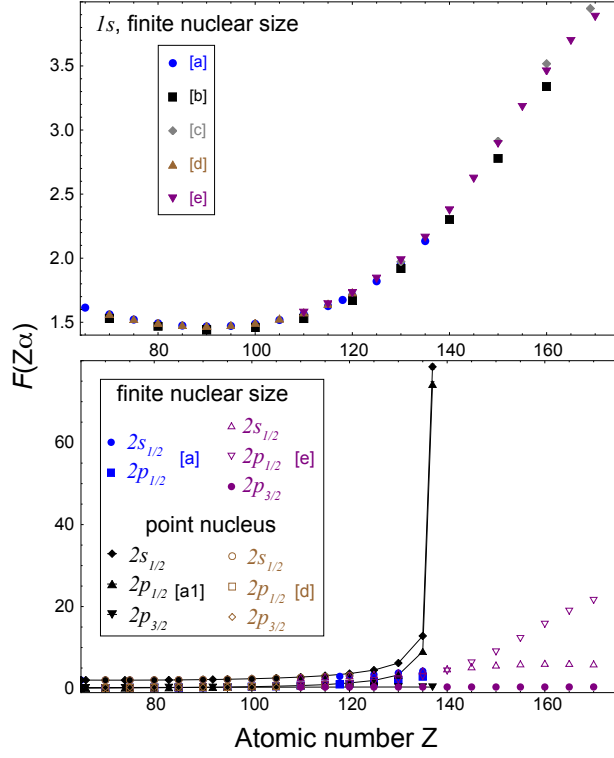 1s, finite nuclear size
[a]
[b]
[c]
[d]
[e]
3.5
3.0
2.5
2.0
1.5
80 100 120 140 160
F(Zα)
finite nuclear size
2s1/2
2p1/2 [a]
2s1/2
2p1/2 [e]
2p3/2
point nucleus
2s1/2
2p1/2 [a1]
2p3/2
2s1/2
2p1/2 [d]
2p3/2
60
40
20
0
80 100 120 140 160
Atomic number Z